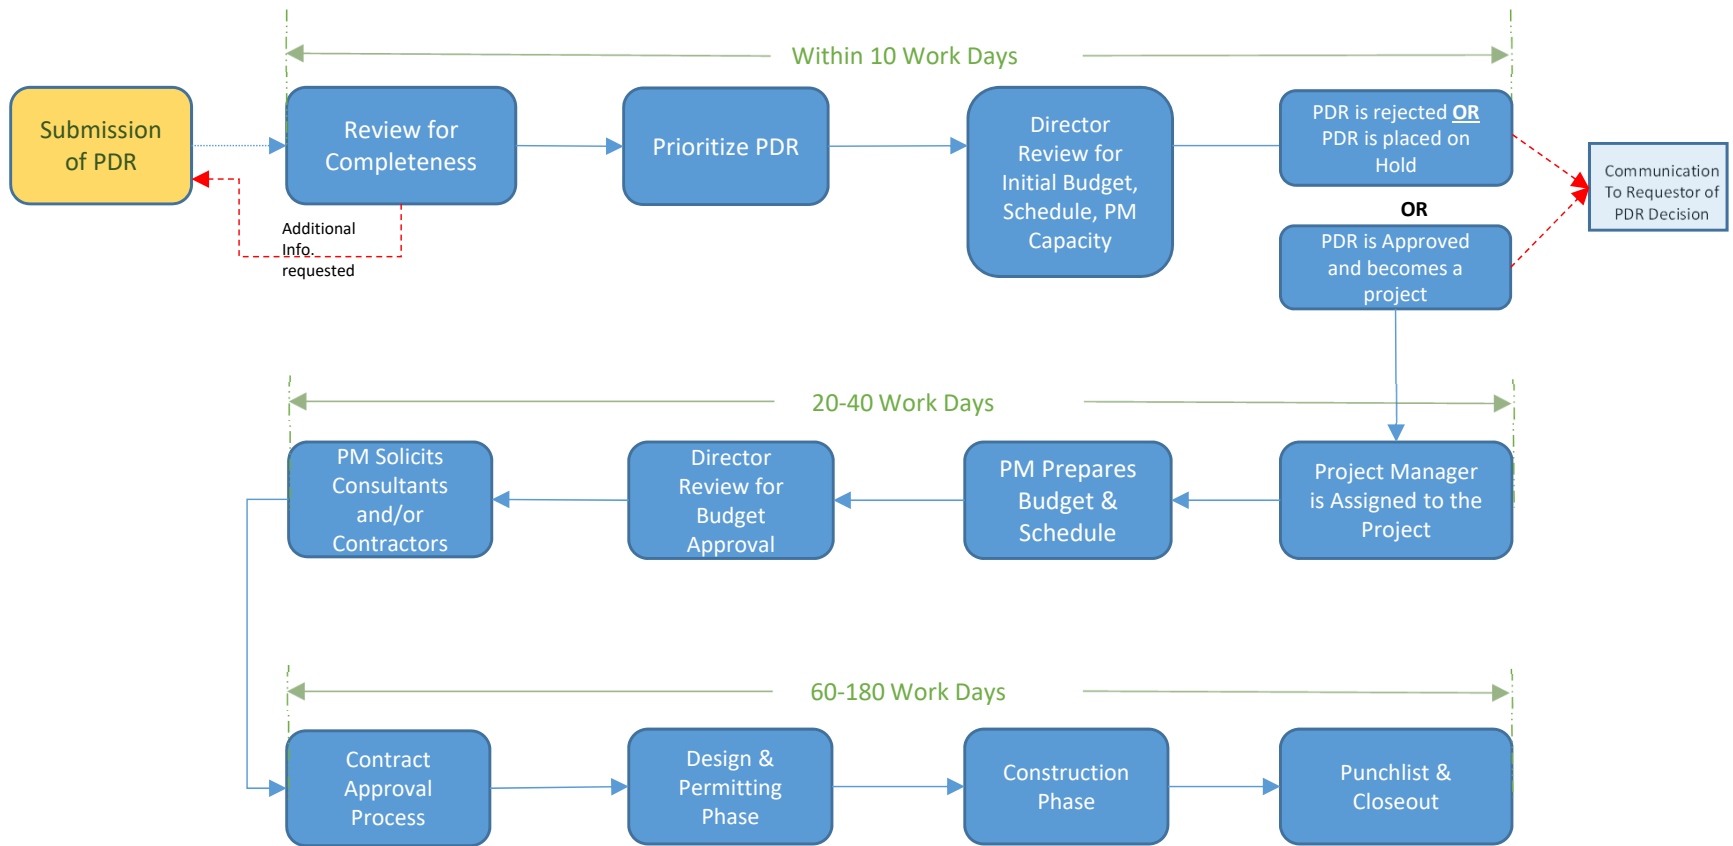 Within 10 Work Days
Submission
of PDR
Review for
Completeness
Prioritize PDR
Director
Review for
Initial Budget,
Schedule, PM
Capacity
PDR is rejected OR
PDR is placed on
Hold
OR
PDR is Approved
and becomes a
project
Communication
To Requestor of
PDR Decision
Additional
Info.
requested
20-40 Work Days
PM Solicits
Consultants
and/or
Contractors
Director
Review for
Budget
Approval
PM Prepares
Budget &
Schedule
Project Manager
is Assigned to the
Project
60-180 Work Days
Contract
Approval
Process
Design &
Permitting
Phase
Construction
Phase
Punchlist &
Closeout